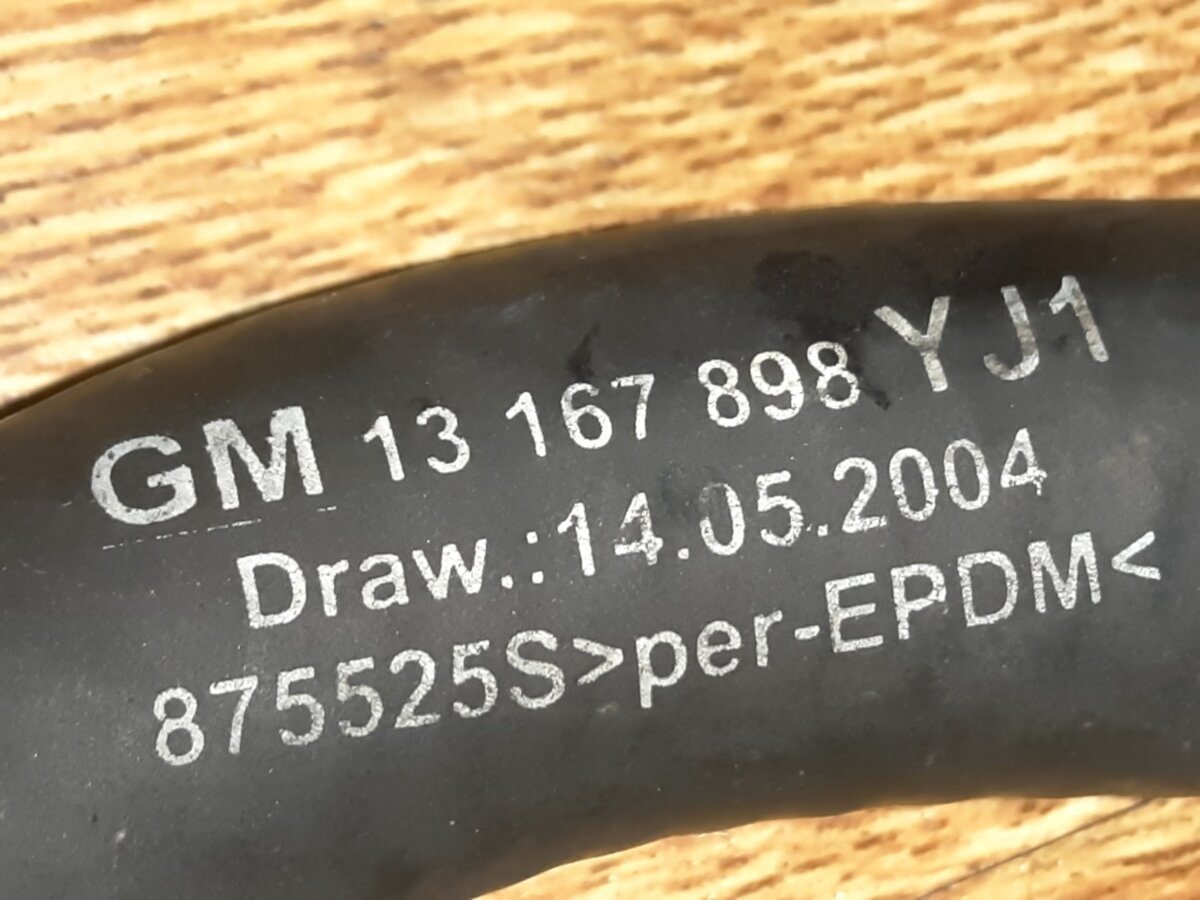 GM 13 167 898 YJ1
Draw.:14.05.2004
875525S>per-EPDM<